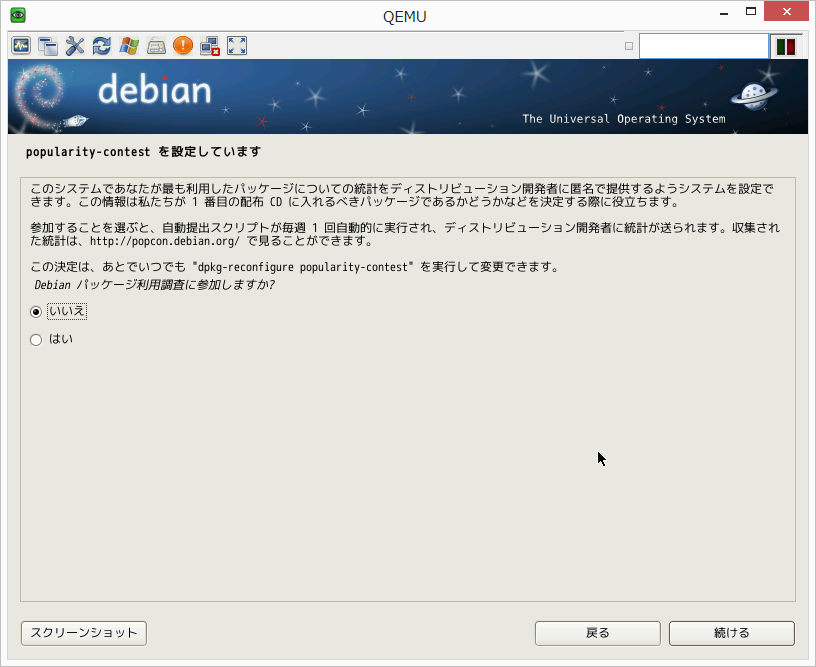 QEMU
debian
The Universal Operating System
popularity-contest を設定しています
このシステムであなたが最も利用したパッケージについての統計をディストリビューション開発者に匿名で提供するようシステムを設定で
きます。この情報は私たちが 1 番目の配布 CD に入れるべきパッケージであるかどうかなどを決定する際に役立ちます。
参加することを選ぶと、自動提出スクリプトが毎週 1 回自動的に実行され、ディストリビューション開発者に統計が送られます。収集さ
れた統計は、http://popcon.debian.org/ で見ることができます。
この決定は、あとでいつでも "dpkg-reconfigure popularity-contest" を実行して変更できます。
Debian パッケージ利用調査に参加しますか?
いいえ
はい
スクリーンショット
戻る
続ける